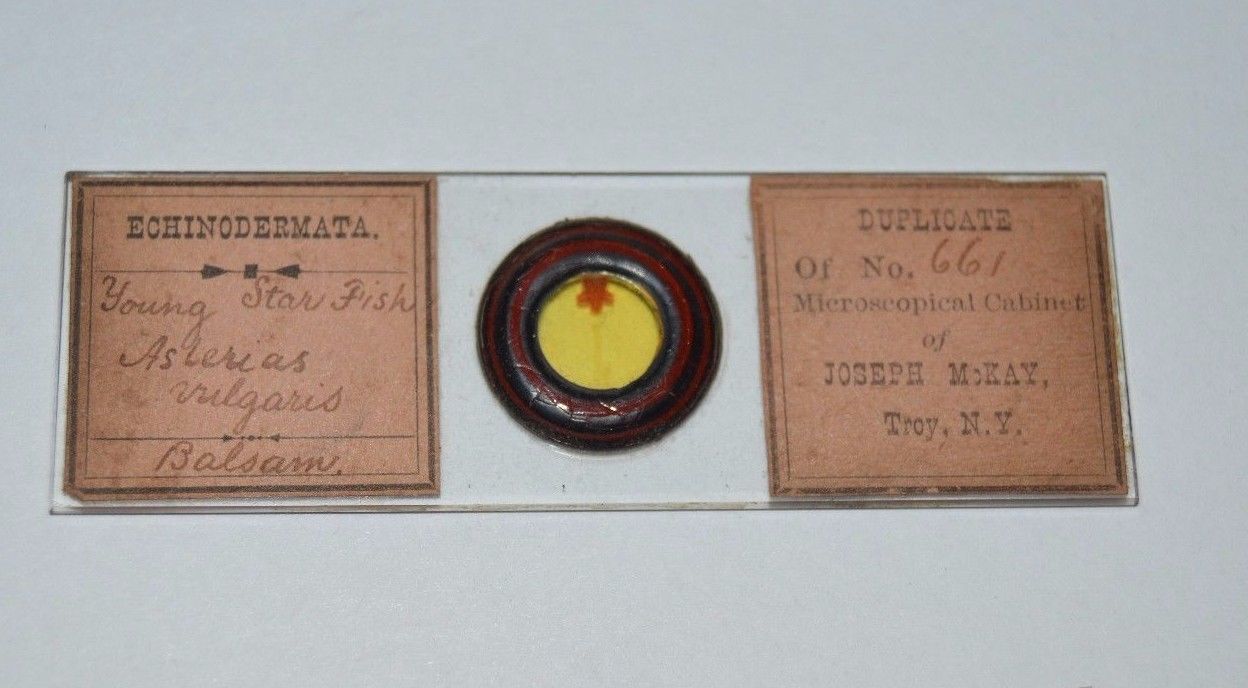 ECHINODERMATA.
Young Star Fish
Asterias
vulgaris
Balsam.
DUPLICATE
Of No. 661
Microscopical Cabinet
of
JOSEPH McKAY,
Troy, N.Y.